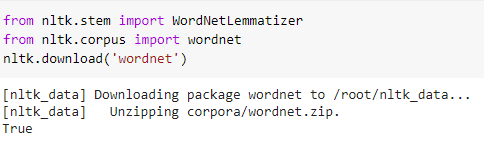 from nltk.stem import WordNetLemmatizer
from nltk.corpus import wordnet
nltk.download('wordnet')
[nltk_data] Downloading package wordnet to /root/nltk_data...
[nltk_data]   Unzipping corpora/wordnet.zip.
True